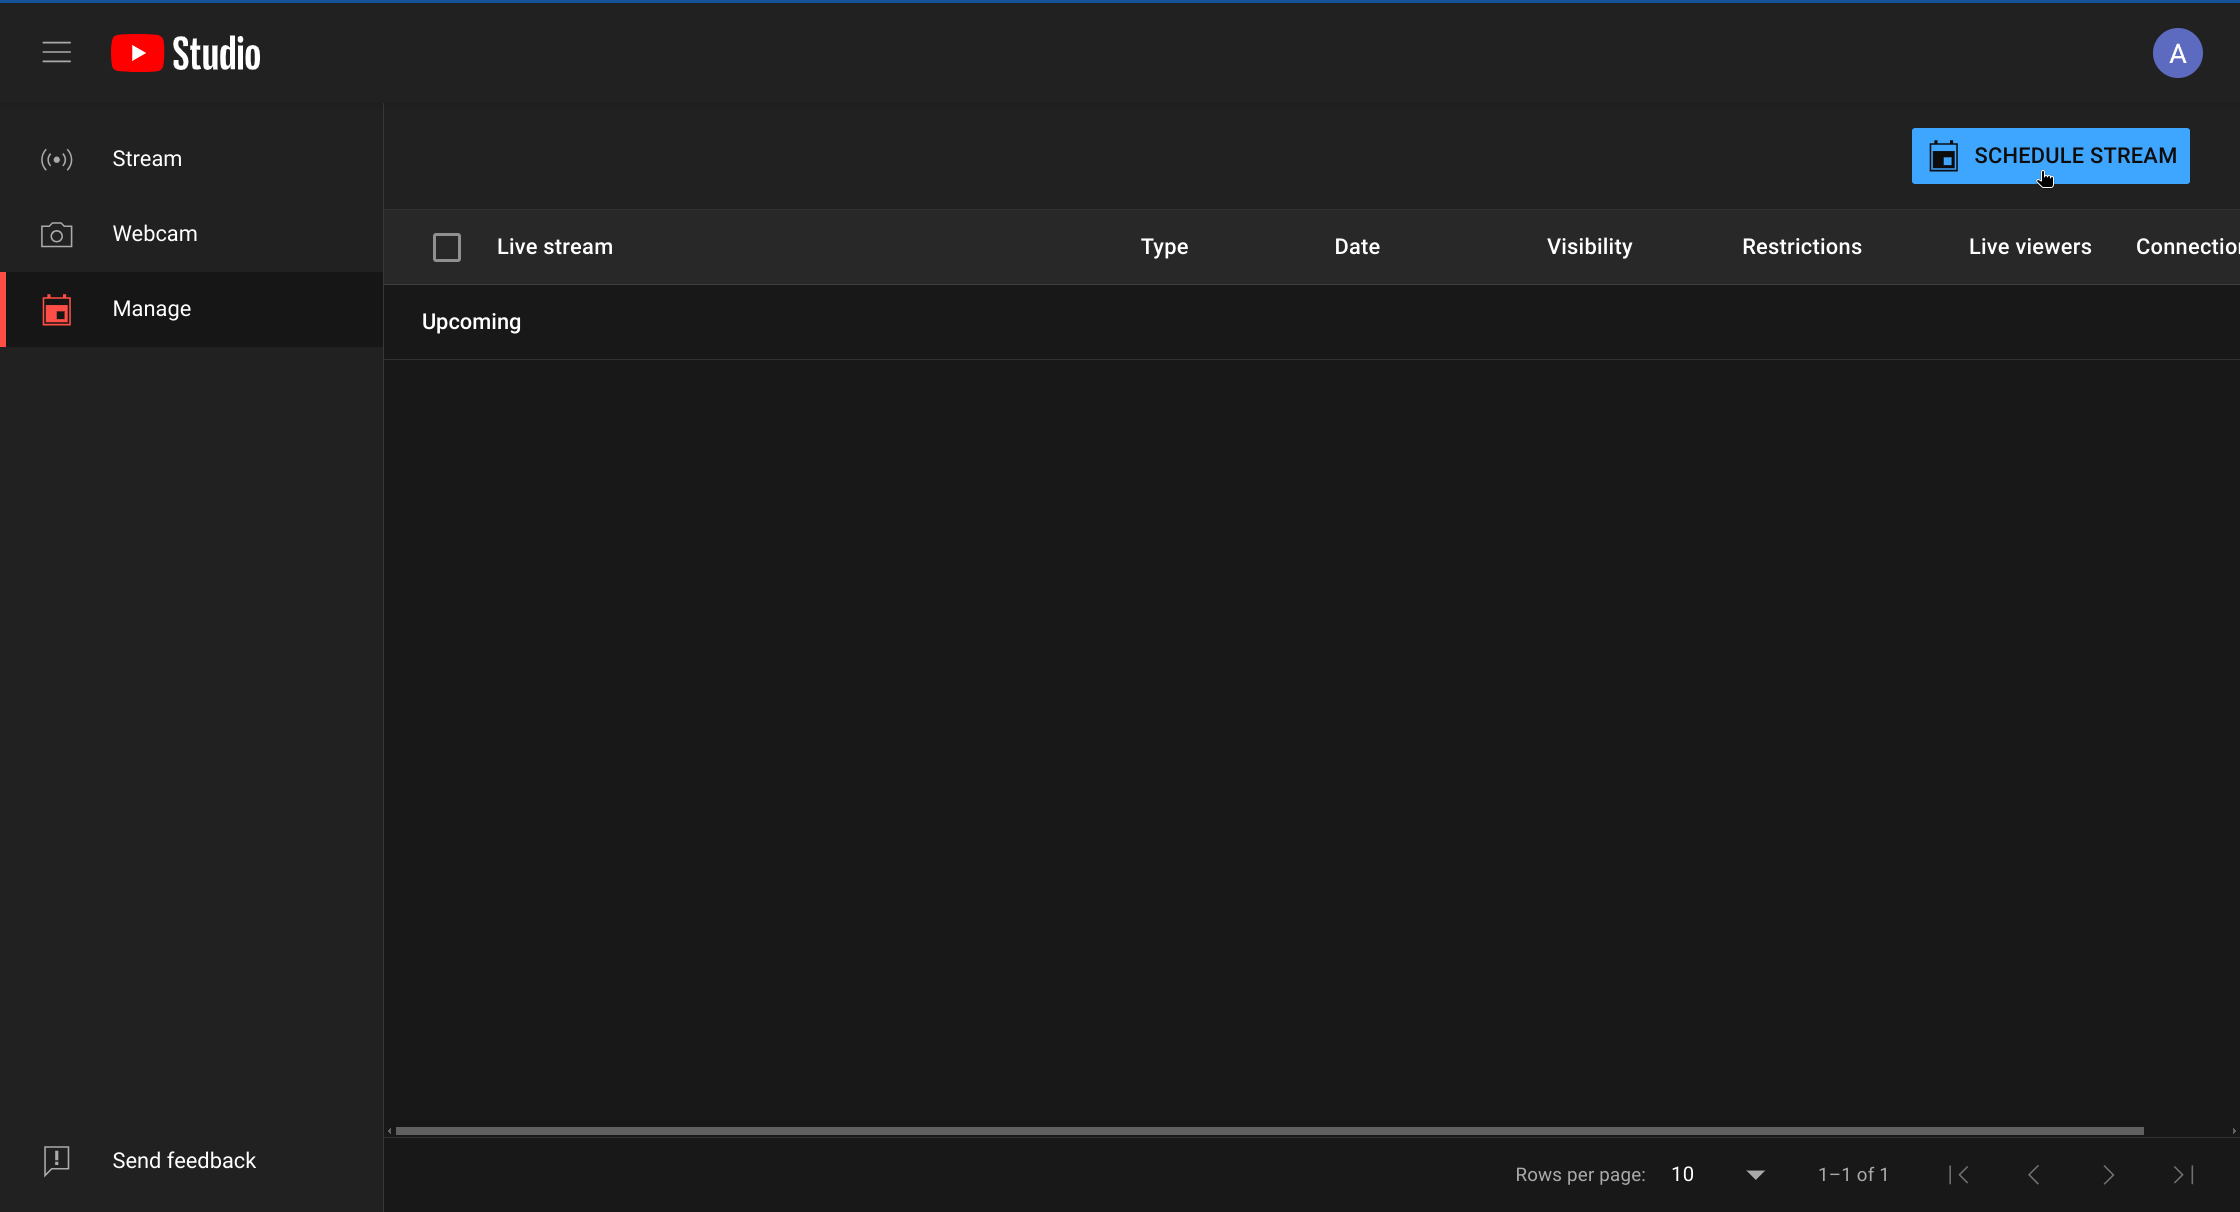 Studio
A
Stream
Webcam
Manage
SCHEDULE STREAM
Live stream Type Date Visibility Restrictions Live viewers Connectio
Upcoming
Send feedback
Rows per page: 10 1–1 of 1